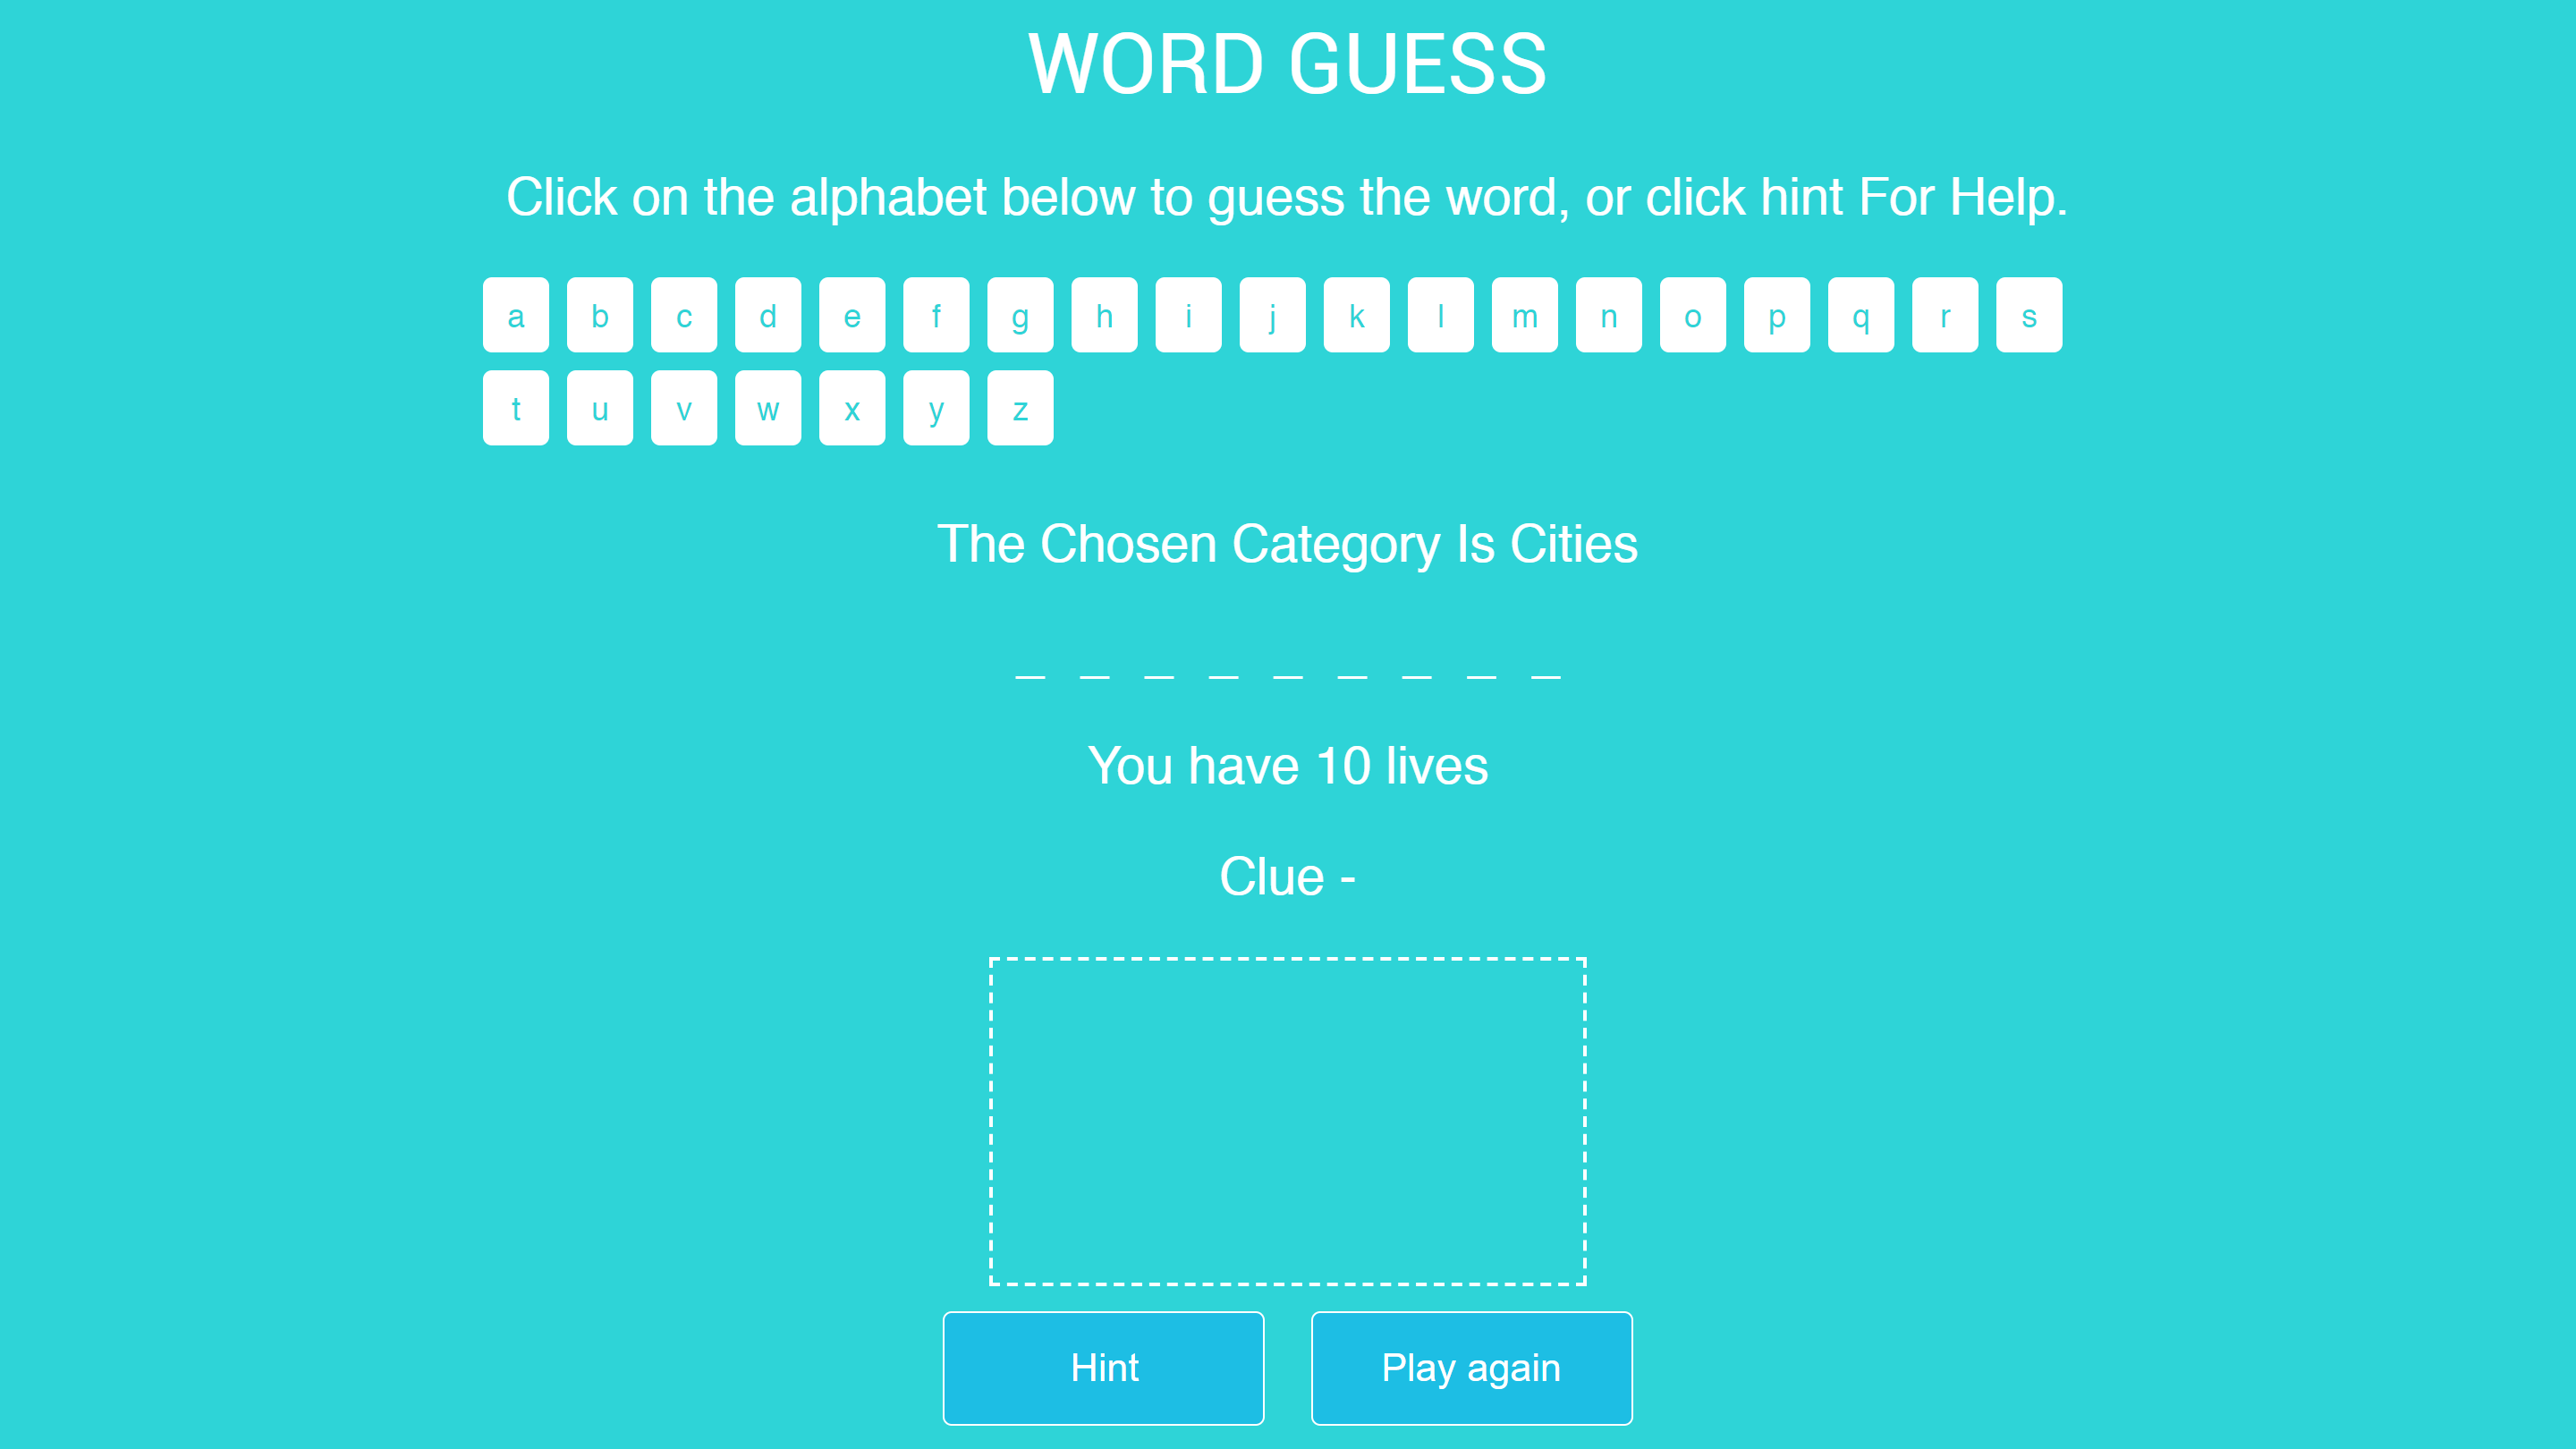 WORD GUESS
Click on the alphabet below to guess the word, or click hint For Help.
a b c d e f g h i j k l m n o p q r s
t u v w x y z
The Chosen Category Is Cities
_ _ _ _ _ _ _ _ _
You have 10 lives
Clue -
Hint Play again